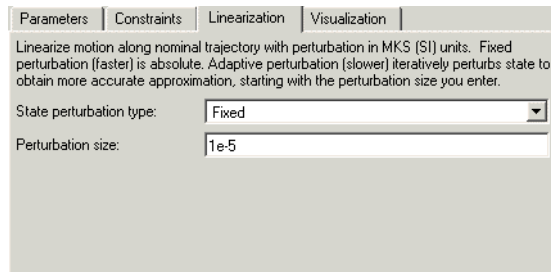 Parameters Constraints Linearization Visualization
Linearize motion along nominal trajectory with perturbation in MKS (SI) units. Fixed
perturbation (faster) is absolute. Adaptive perturbation (slower) iteratively perturbs state to
obtain more accurate approximation, starting with the perturbation size you enter.
State perturbation type: Fixed
Perturbation size: 1e-5